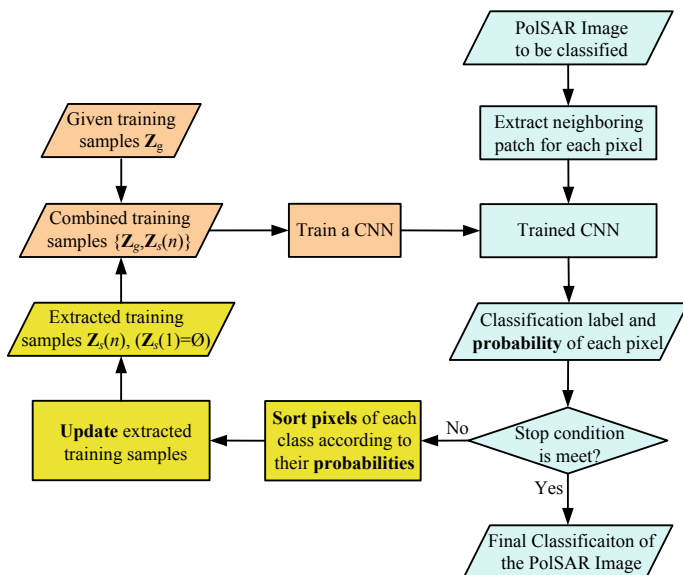 PolSAR Image
to be classified
Given training
samples Zg
Extract neighboring
patch for each pixel
Combined training
samples {Zg,Zs(n)}
Train a CNN
Trained CNN
Extracted training
samples Zs(n), (Zs(1)=Ø)
Classification label and
probability of each pixel
Update extracted
training samples
Sort pixels of each
class according to
their probabilities
No
Stop condition
is meet?
Yes
Final Classificaiton of
the PolSAR Image